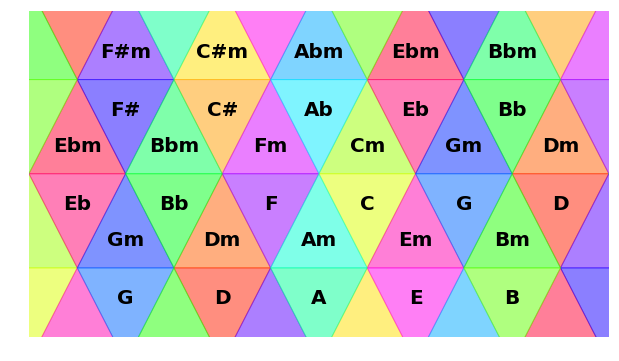 F#m C#m Abm Ebm Bbm
F# C# Ab Eb Bb
Ebm Bbm Fm Cm Gm Dm
Eb Bb F C G D
Gm Dm Am Em Bm
G D A E B